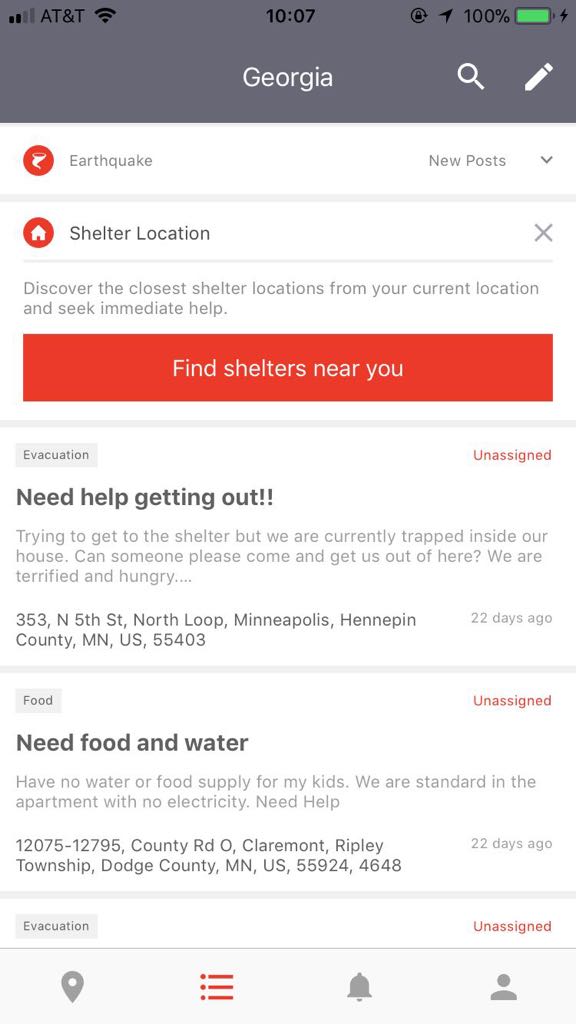 AT&T 10:07 100%
Georgia
Earthquake New Posts
Shelter Location
Discover the closest shelter locations from your current location
and seek immediate help.
Find shelters near you
Evacuation Unassigned
Need help getting out!!
Trying to get to the shelter but we are currently trapped inside our
house. Can someone please come and get us out of here? We are
terrified and hungry....
353, N 5th St, North Loop, Minneapolis, Hennepin 22 days ago
County, MN, US, 55403
Food Unassigned
Need food and water
Have no water or food supply for my kids. We are standard in the
apartment with no electricity. Need Help
12075-12795, County Rd O, Claremont, Ripley 22 days ago
Township, Dodge County, MN, US, 55924, 4648
Evacuation Unassigned